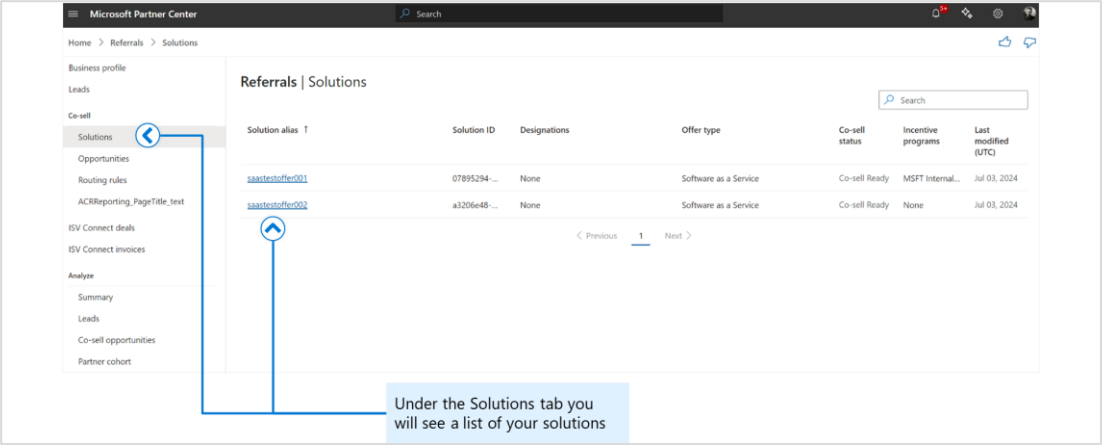 Microsoft Partner Center
Search
5+
Home > Referrals > Solutions
Business profile
Leads
Co-sell
Solutions
Opportunities
Routing rules
ACRReporting_PageTitle_text
ISV Connect deals
ISV Connect invoices
Analyze
Summary
Leads
Co-sell opportunities
Partner cohort
Referrals | Solutions
Search
Solution alias ↑ Solution ID Designations Offer type Co-sell status Incentive programs Last modified (UTC)
saastestoffer001 07895294-... None Software as a Service Co-sell Ready MSFT Internal... Jul 03, 2024
saastestoffer002 a3206e48-... None Software as a Service Co-sell Ready None Jul 03, 2024
< Previous 1 Next >
Under the Solutions tab you
will see a list of your solutions